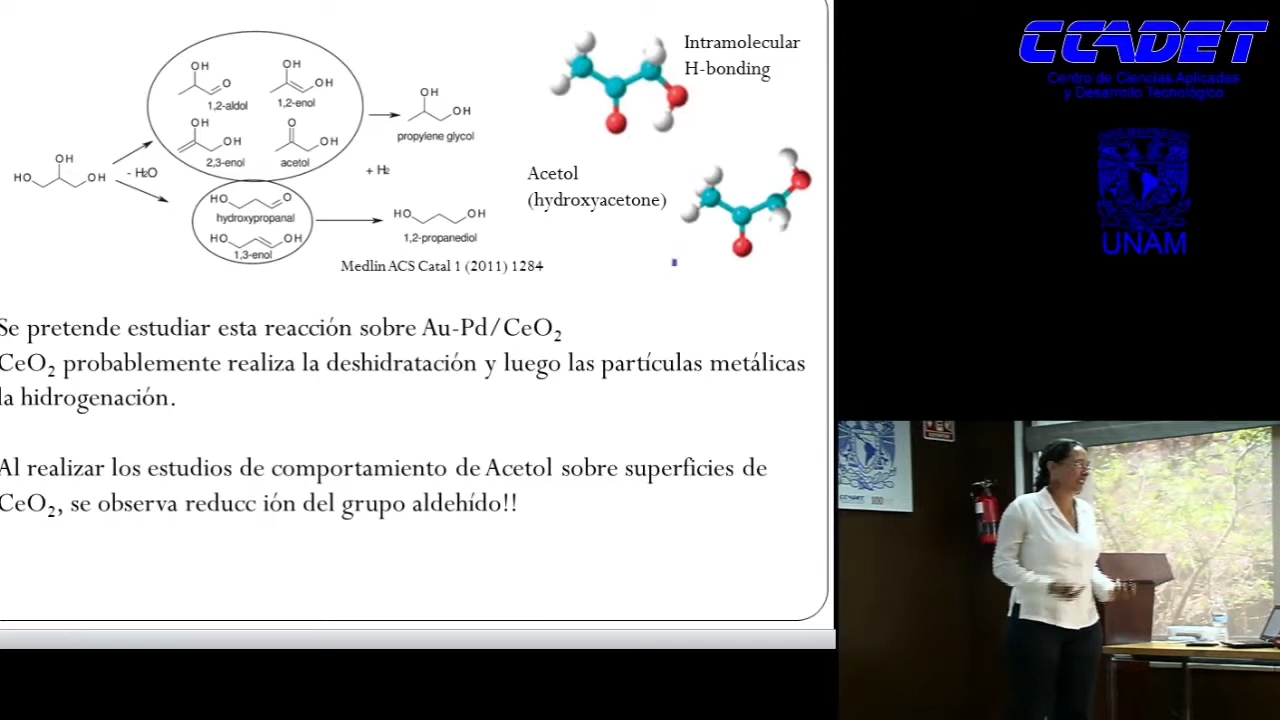 OH
O
1,2-aldol
OH
OH
1,2-enol
OH
OH
2,3-enol
O
OH
acetol
OH
OH
propylene glycol
OH
HO
OH
- H2O
+ H2
HO
O
hydroxypropanal
HO
OH
1,3-enol
HO
OH
1,2-propanediol
Medlin ACS Catal 1 (2011) 1284
Intramolecular
H-bonding
Acetol
(hydroxyacetone)
Se pretende estudiar esta reacción sobre Au-Pd/CeO2
CeO2 probablemente realiza la deshidratación y luego las partículas metálicas
la hidrogenación.
Al realizar los estudios de comportamiento de Acetol sobre superficies de
CeO2, se observa reducc ión del grupo aldehído!!
CCADET
Centro de Ciencias Aplicadas
y Desarrollo Tecnológico
UNAM
CCADET
100